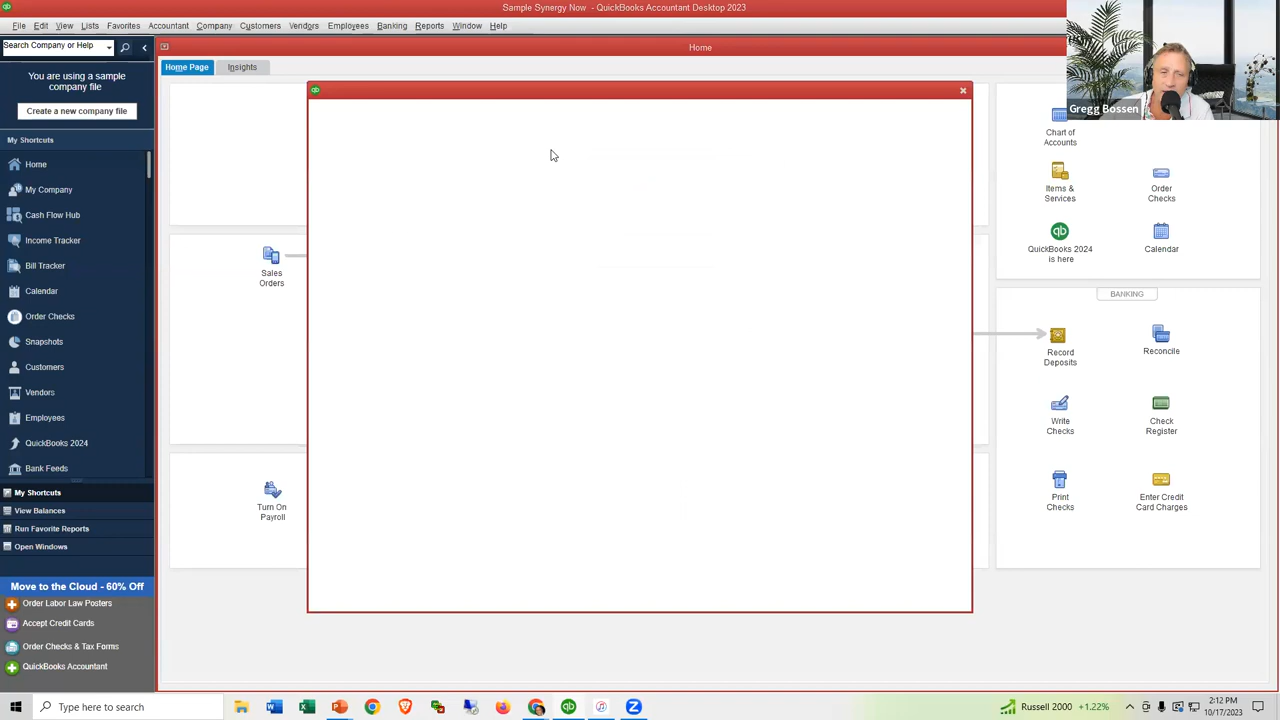 Sample Synergy Now - QuickBooks Accountant Desktop 2023
File Edit View Lists Favorites Accountant Company Customers Vendors Employees Banking Reports Window Help
Search Company or Help
Home
Home Page
Insights
You are using a sample
company file
Create a new company file
My Shortcuts
Home
My Company
Cash Flow Hub
Income Tracker
Bill Tracker
Calendar
Order Checks
Snapshots
Customers
Vendors
Employees
QuickBooks 2024
Bank Feeds
My Shortcuts
View Balances
Run Favorite Reports
Open Windows
Move to the Cloud - 60% Off
Order Labor Law Posters
Accept Credit Cards
Order Checks & Tax Forms
QuickBooks Accountant
qb
Sales
Orders
Turn On
Payroll
Gregg Bossen
Chart of
Accounts
Items &
Services
Order
Checks
qb
QuickBooks 2024
is here
Calendar
BANKING
Record
Deposits
Reconcile
Write
Checks
Check
Register
Print
Checks
Enter Credit
Card Charges
Type here to search
Russell 2000 +1.22%
2:12 PM
10/17/2023